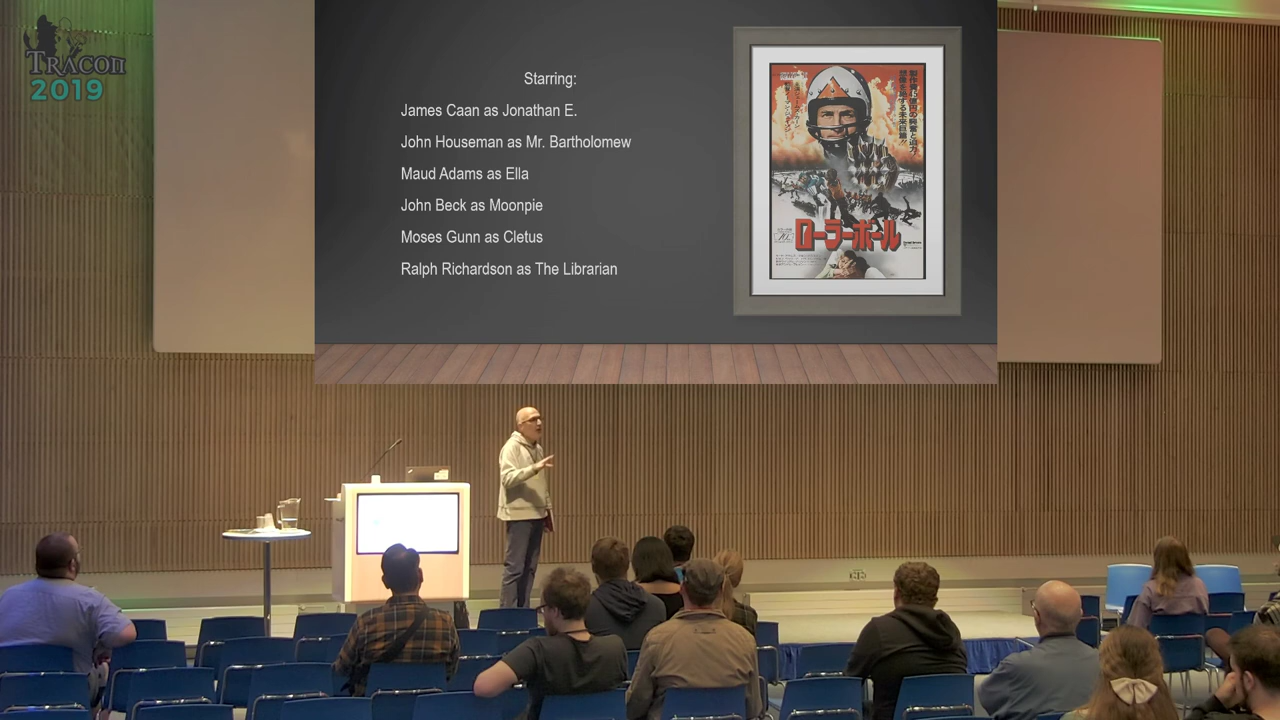 TRACON
2019
Starring:
James Caan as Jonathan E.
John Houseman as Mr. Bartholomew
Maud Adams as Ella
John Beck as Moonpie
Moses Gunn as Cletus
Ralph Richardson as The Librarian
ローラーボール